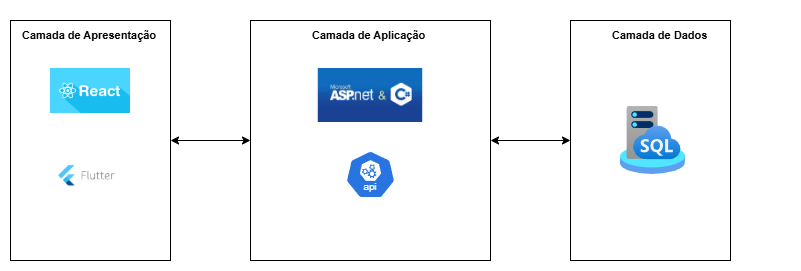 Camada de Apresentação
React
Flutter
Camada de Aplicação
Microsoft
ASP.net & C#
api
Camada de Dados
SQL